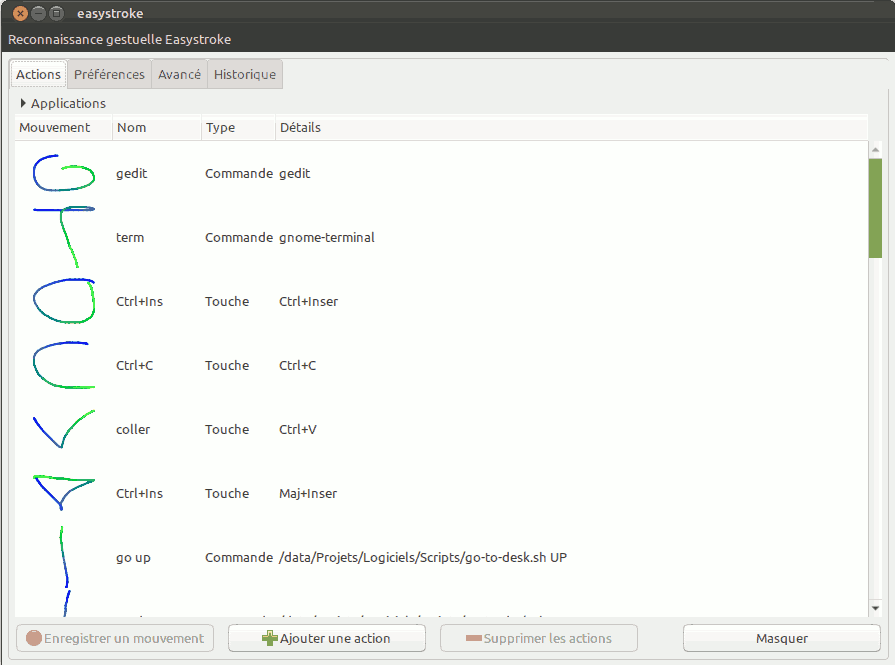 easystroke
Reconnaissance gestuelle Easystroke
Actions Préférences Avancé Historique
Applications
Mouvement Nom Type Détails
gedit Commande gedit
term Commande gnome-terminal
Ctrl+Ins Touche Ctrl+Inser
Ctrl+C Touche Ctrl+C
coller Touche Ctrl+V
Ctrl+Ins Touche Maj+Inser
go up Commande /data/Projets/Logiciels/Scripts/go-to-desk.sh UP
Enregistrer un mouvement Ajouter une action Supprimer les actions Masquer